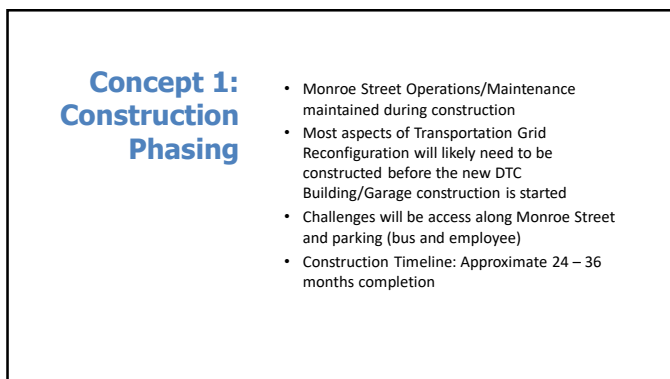 Concept 1:
Construction
Phasing
• Monroe Street Operations/Maintenance
maintained during construction
• Most aspects of Transportation Grid
Reconfiguration will likely need to be
constructed before the new DTC
Building/Garage construction is started
• Challenges will be access along Monroe Street
and parking (bus and employee)
• Construction Timeline: Approximate 24 – 36
months completion